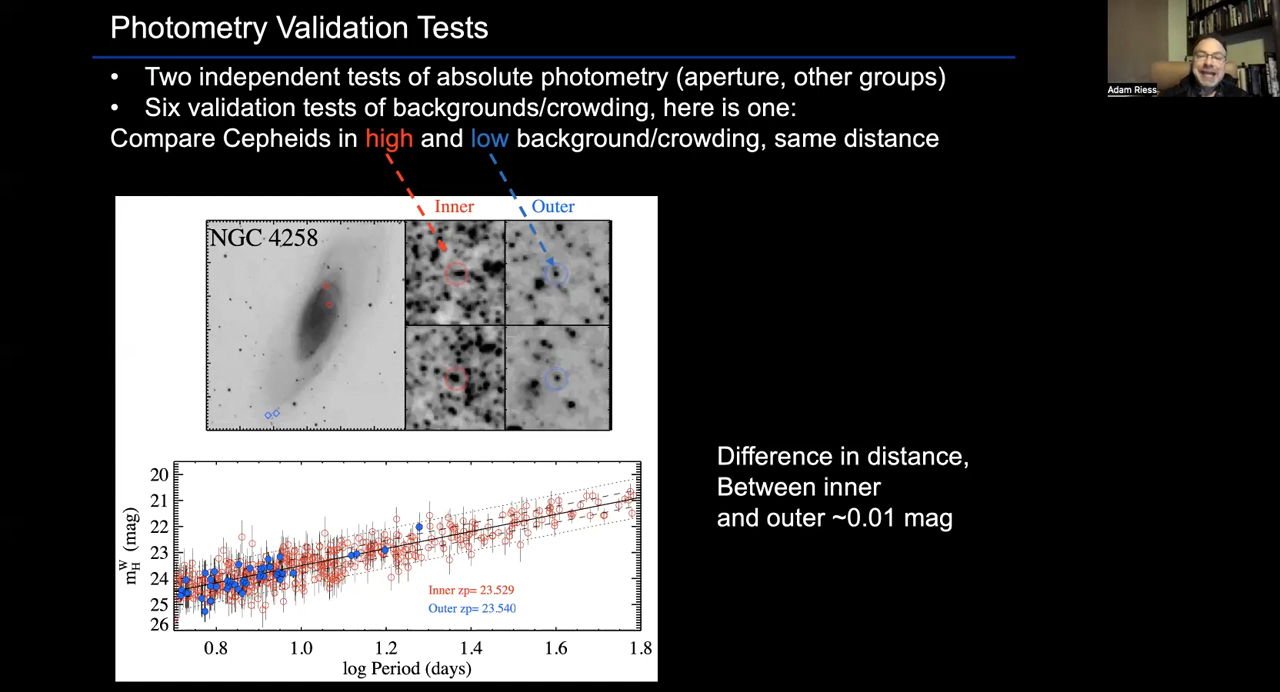 Photometry Validation Tests
• Two independent tests of absolute photometry (aperture, other groups)
• Six validation tests of backgrounds/crowding, here is one:
Compare Cepheids in high and low background/crowding, same distance
Adam Riess
Inner Outer
NGC 4258
Difference in distance,
Between inner
and outer ~0.01 mag
20
21
22
23
24
25
26
m_H^W (mag)
Inner zp= 23.529
Outer zp= 23.540
0.8 1.0 1.2 1.4 1.6 1.8
log Period (days)